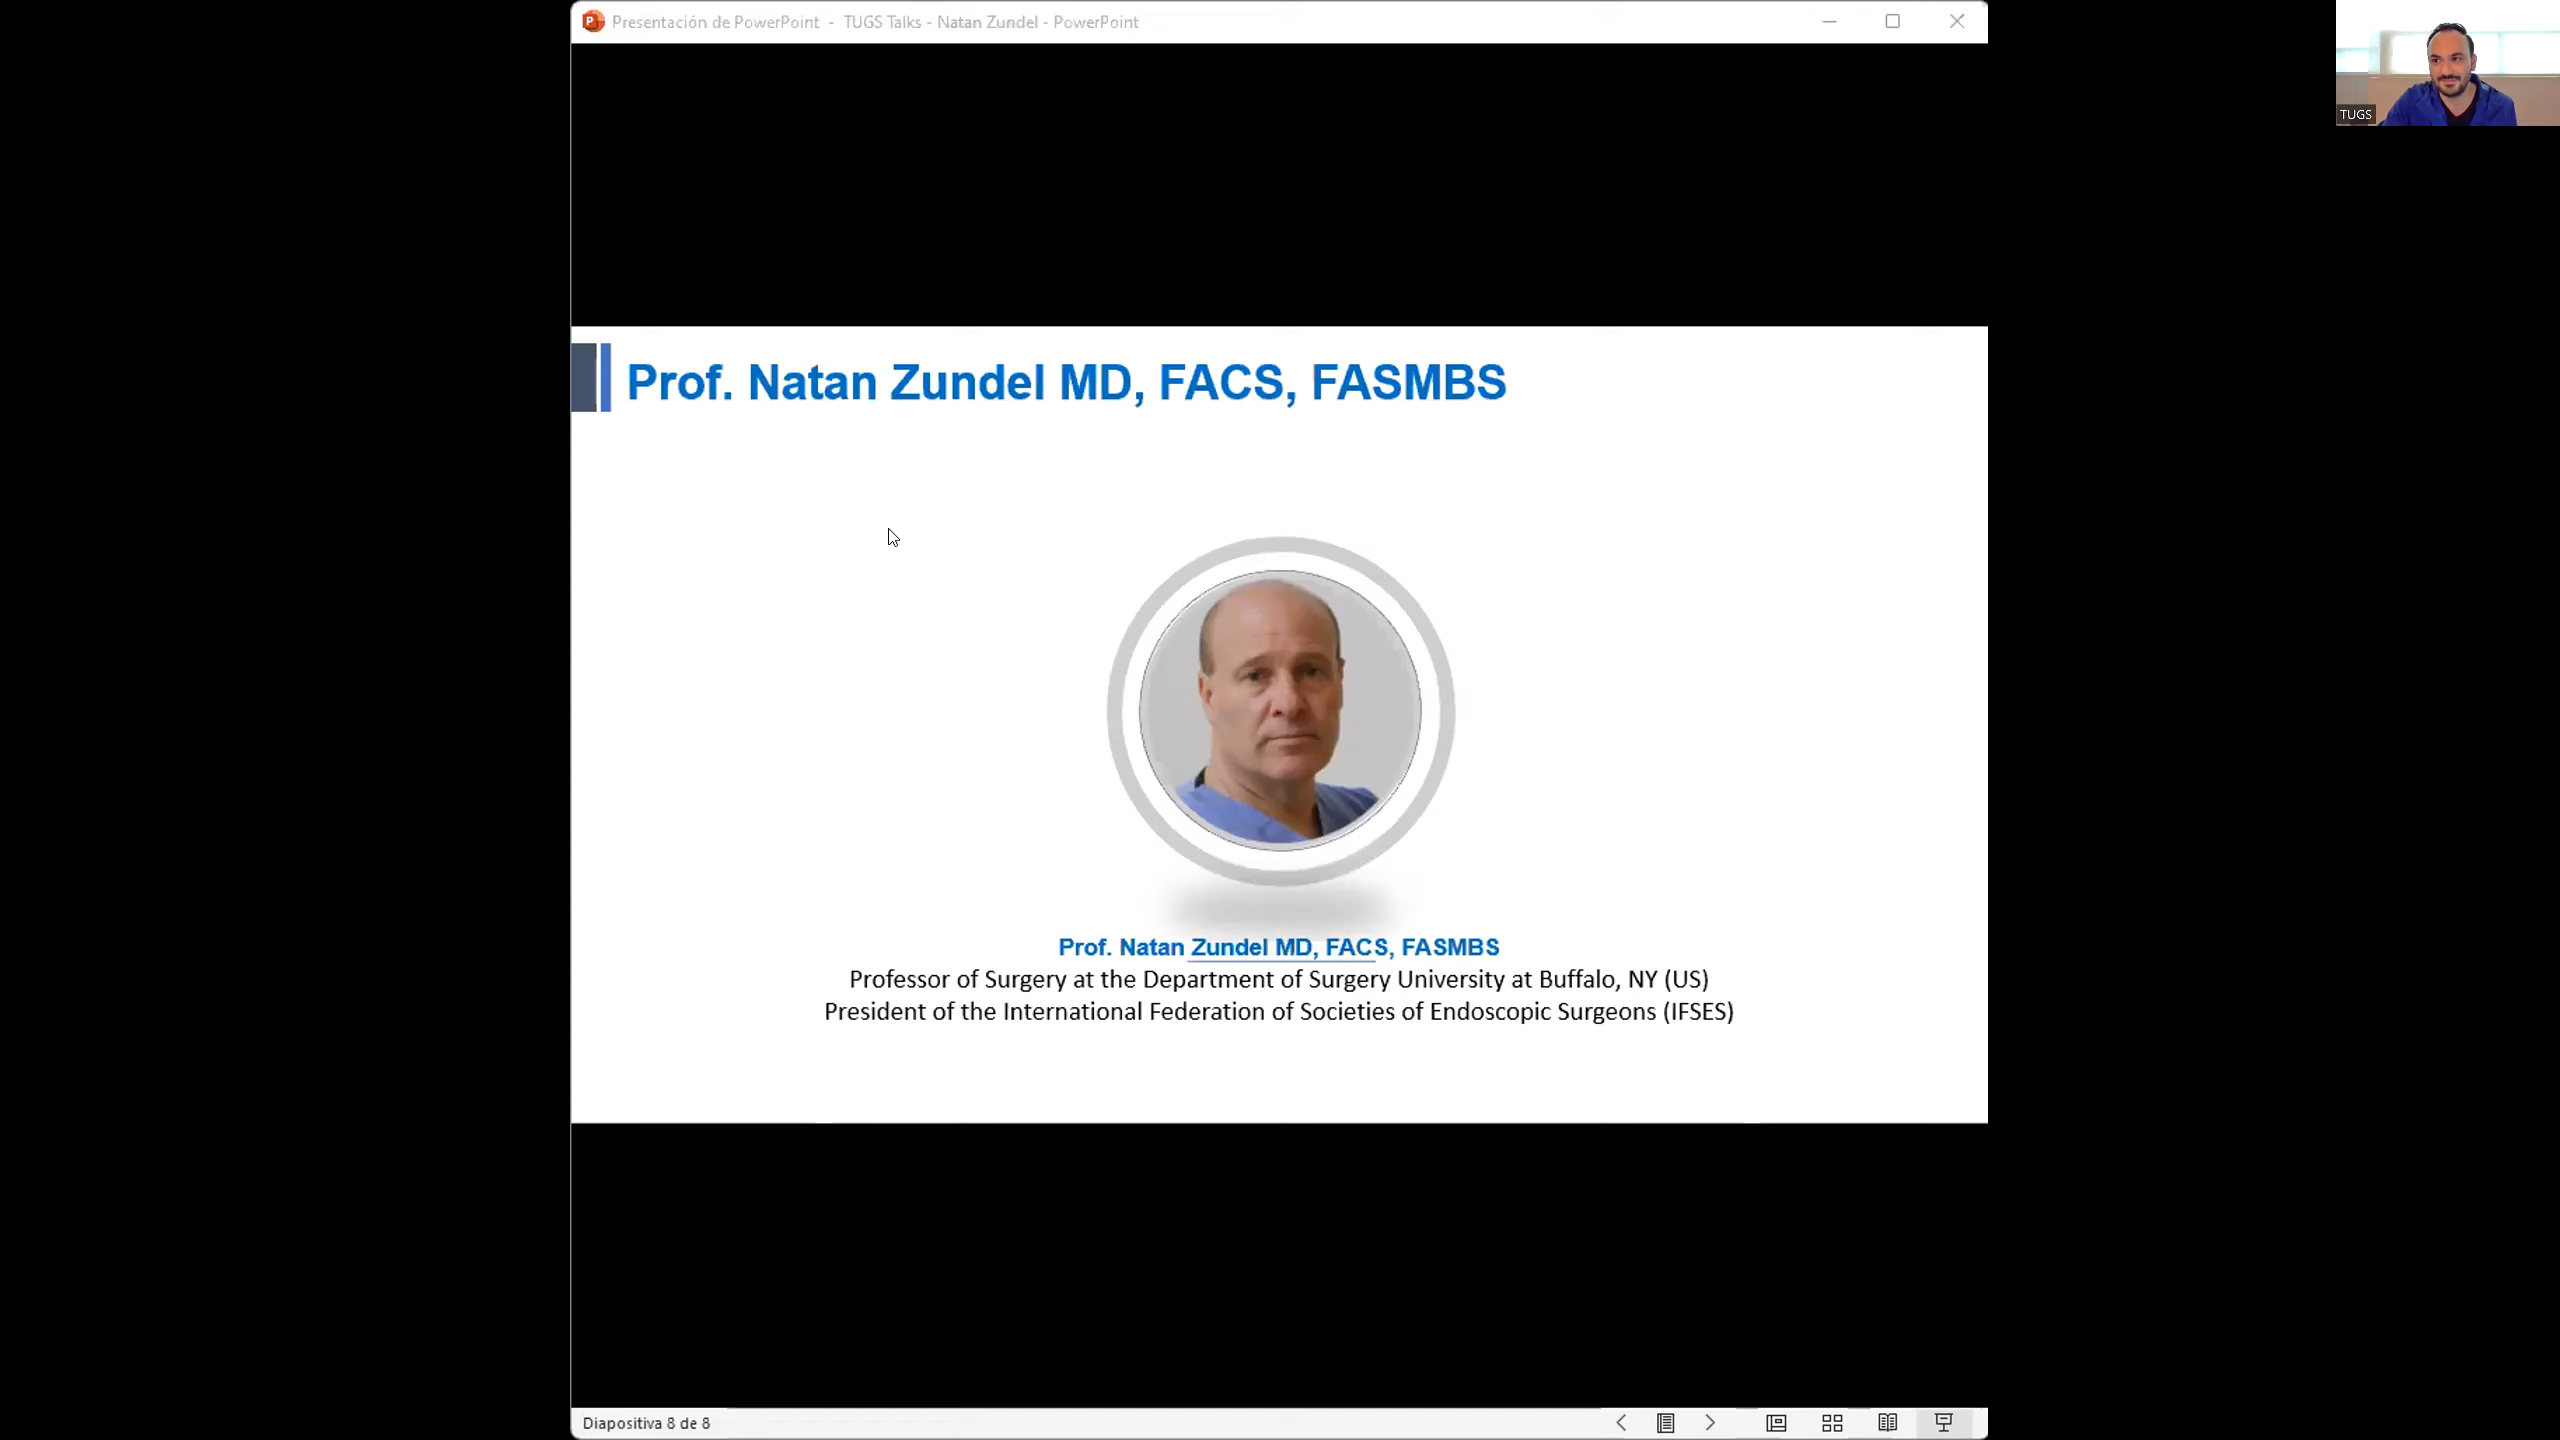 Presentación de PowerPoint - TUGS Talks - Natan Zundel - PowerPoint
TUGS
Prof. Natan Zundel MD, FACS, FASMBS
Prof. Natan Zundel MD, FACS, FASMBS
Professor of Surgery at the Department of Surgery University at Buffalo, NY (US)
President of the International Federation of Societies of Endoscopic Surgeons (IFSES)
Diapositiva 8 de 8